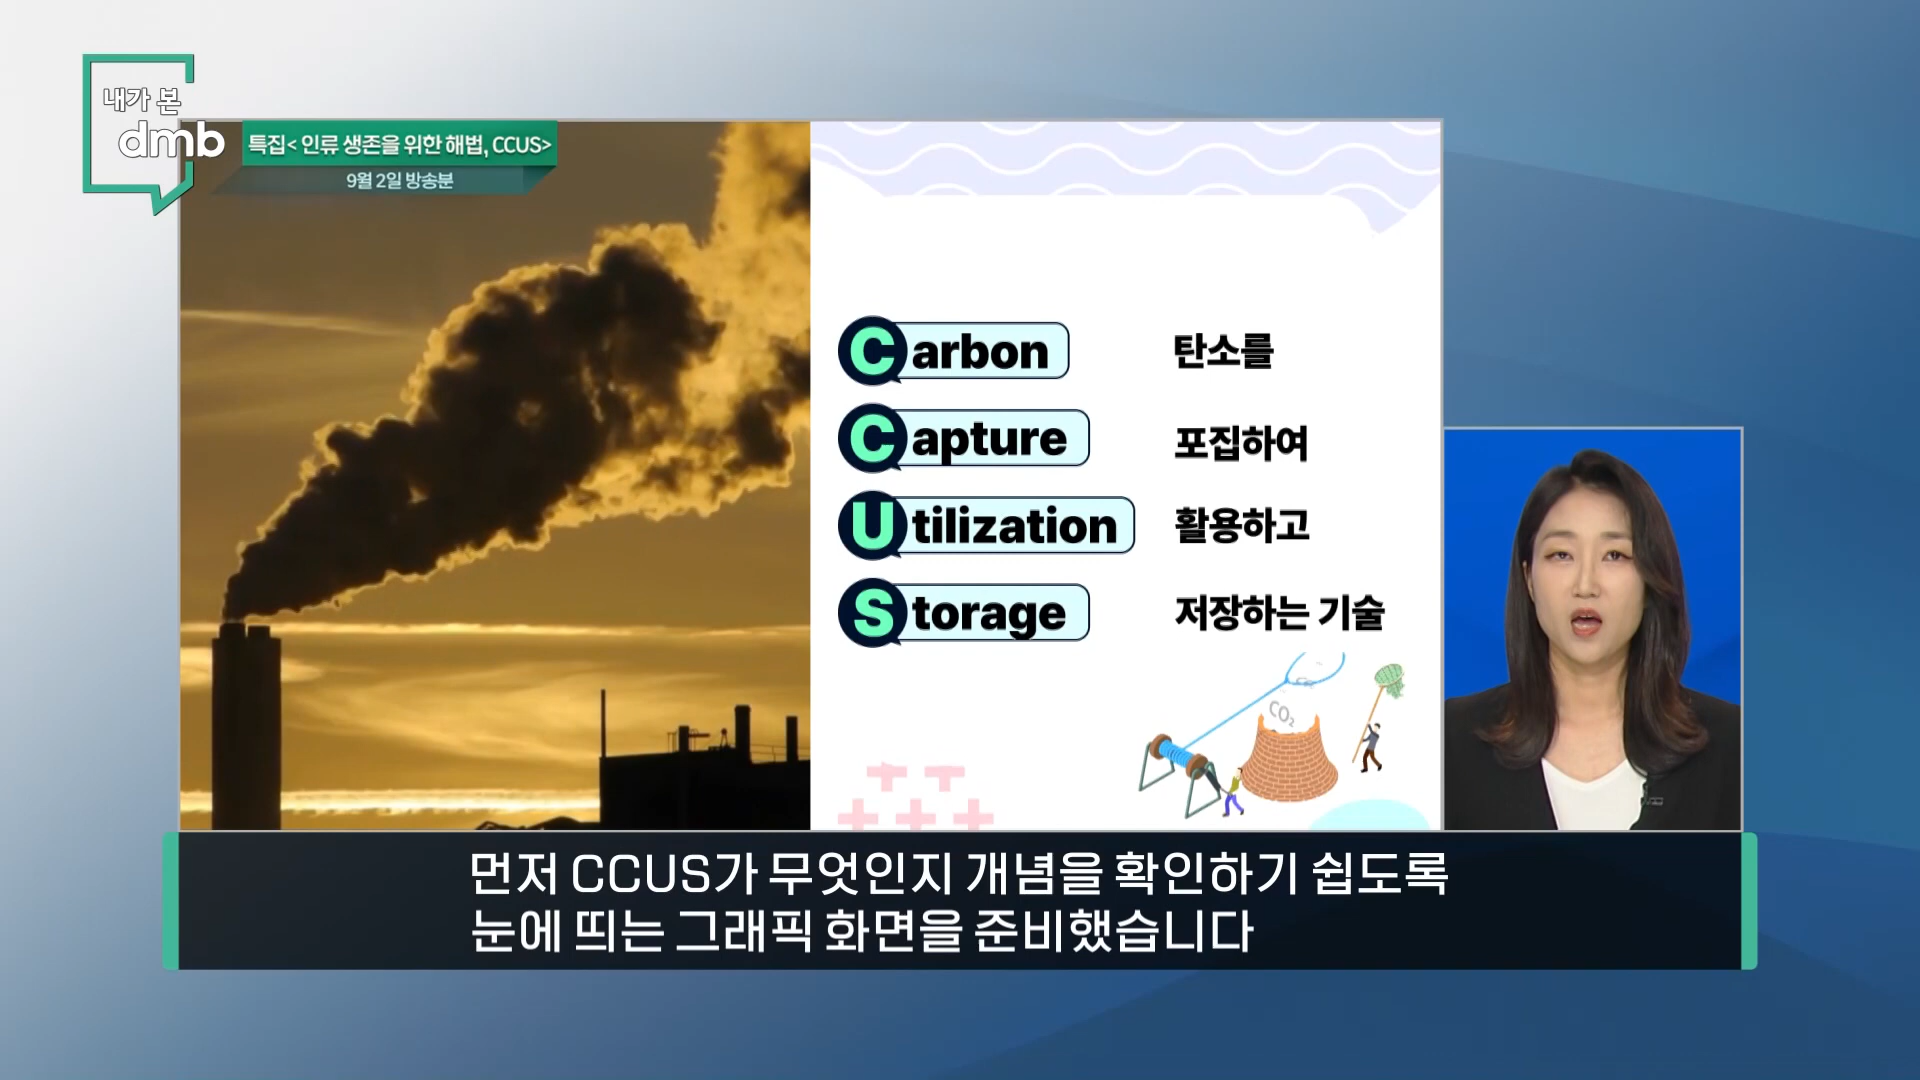 내가 본
dmb
특집< 인류 생존을 위한 해법, CCUS>
9월 2일 방송분
Carbon 탄소를
Capture 포집하여
Utilization 활용하고
Storage 저장하는 기술
CO₂
먼저 CCUS가 무엇인지 개념을 확인하기 쉽도록
눈에 띄는 그래픽 화면을 준비했습니다